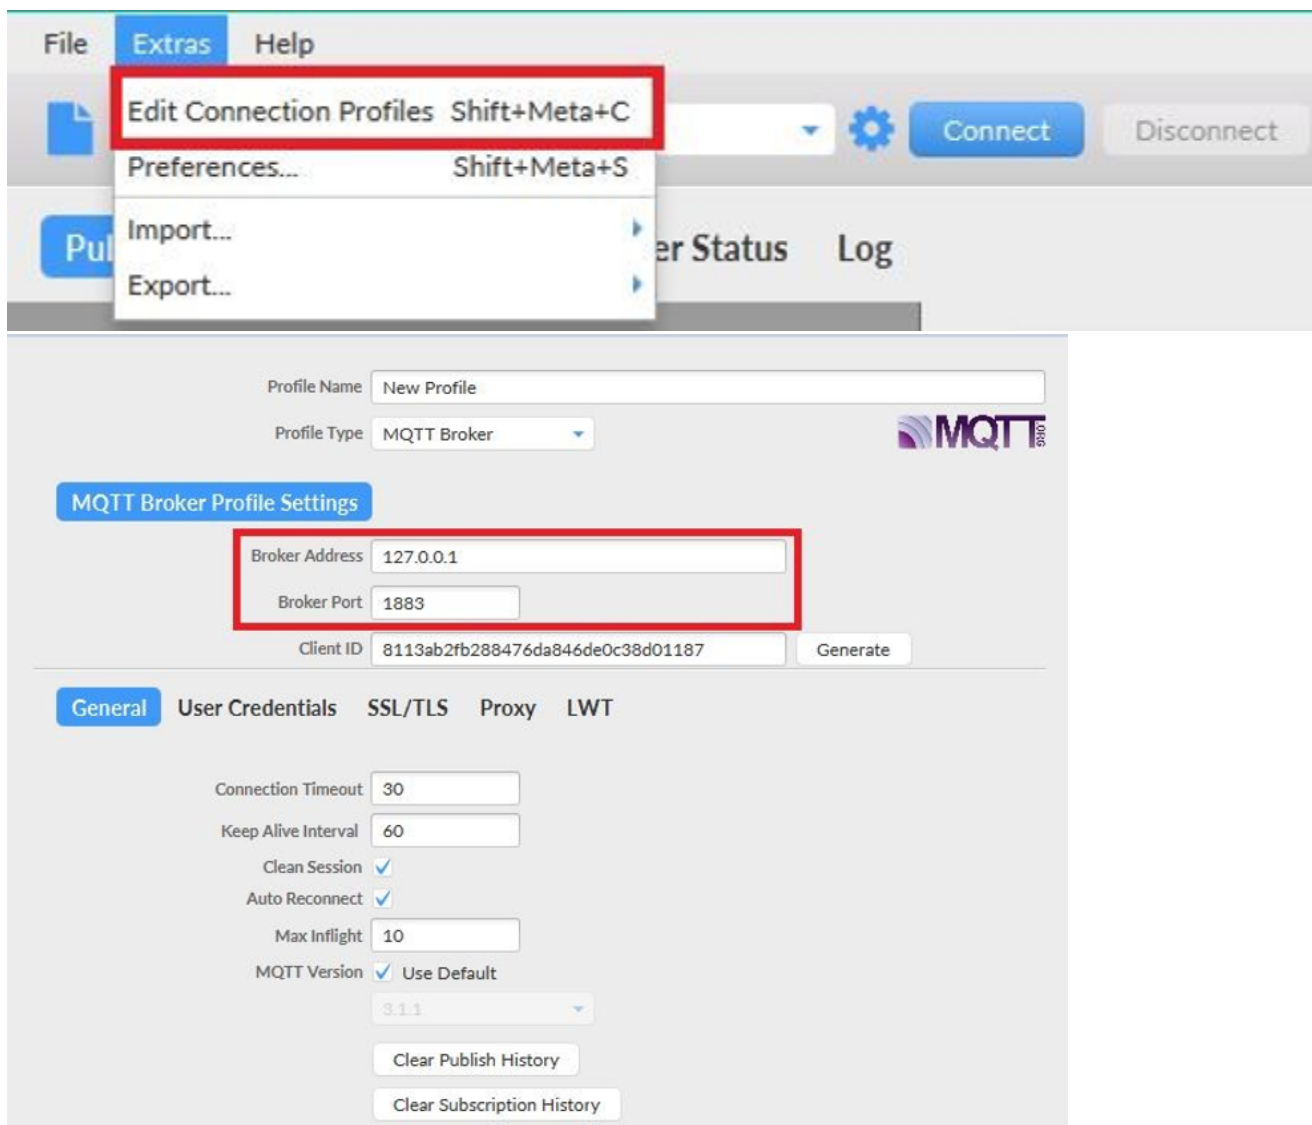 File Extras Help
Edit Connection Profiles Shift+Meta+C
Connect Disconnect
Preferences... Shift+Meta+S
Import...
er Status Log
Export...
Profile Name New Profile
Profile Type MQTT Broker
MQTT.ORG
MQTT Broker Profile Settings
Broker Address 127.0.0.1
Broker Port 1883
Client ID 8113ab2fb288476da846de0c38d01187 Generate
General User Credentials SSL/TLS Proxy LWT
Connection Timeout 30
Keep Alive Interval 60
Clean Session
Auto Reconnect
Max Inflight 10
MQTT Version Use Default
3.1.1
Clear Publish History
Clear Subscription History